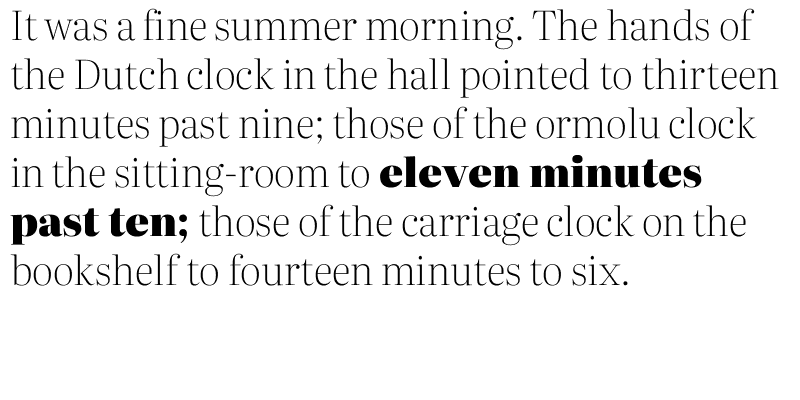 It was a fine summer morning. The hands of
the Dutch clock in the hall pointed to thirteen
minutes past nine; those of the ormolu clock
in the sitting-room to eleven minutes
past ten; those of the carriage clock on the
bookshelf to fourteen minutes to six.